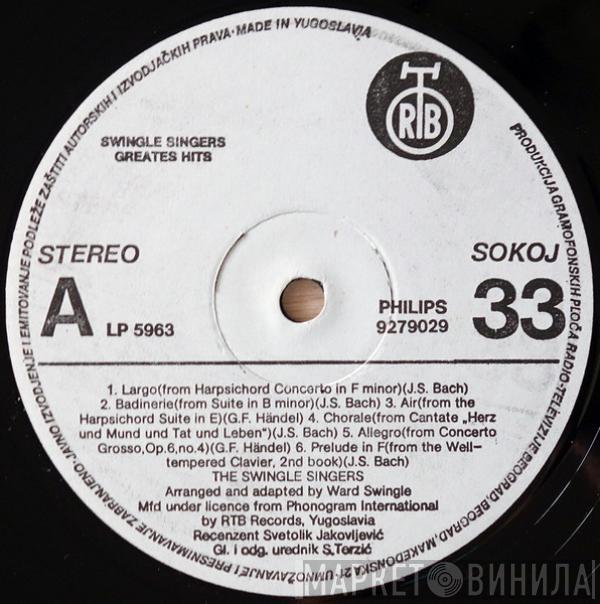 PRODUKCIJA GRAMOFONSKIH PLOČA RADIO-TELEVIZIJE BEOGRAD, BEOGRAD, MAKEDONSKA 21·UMNOŽAVANJE I PRESNIMAVANJE ZABRANJENO·JAVNO IZVODJENJE I EMITOVANJE PODLEŽE ZAŠTITI AUTORSKIH I IZVODJAČKIH PRAVA·MADE IN YUGOSLAVIA
RTB
SWINGLE SINGERS
GREATES HITS
STEREO
A
LP 5963
SOKOJ
33
PHILIPS
9279029
1. Largo(from Harpsichord Concerto in F minor)(J.S. Bach)
2. Badinerie(from Suite in B minor)(J.S. Bach) 3. Air(from the
Harpsichord Suite in E)(G.F. Händel) 4. Chorale(from Cantate „Herz
und Mund und Tat und Leben“)(J.S. Bach) 5. Allegro(from Concerto
Grosso,Op.6,no.4)(G.F. Händel) 6. Prelude in F(from the Well-
tempered Clavier, 2nd book)(J.S. Bach)
THE SWINGLE SINGERS
Arranged and adapted by Ward Swingle
Mfd under licence from Phonogram International
by RTB Records, Yugoslavia
Recenzent Svetolik Jakovljević
Gl. i odg. urednik S.Terzić
МАРКЕТ ВИНИЛА!